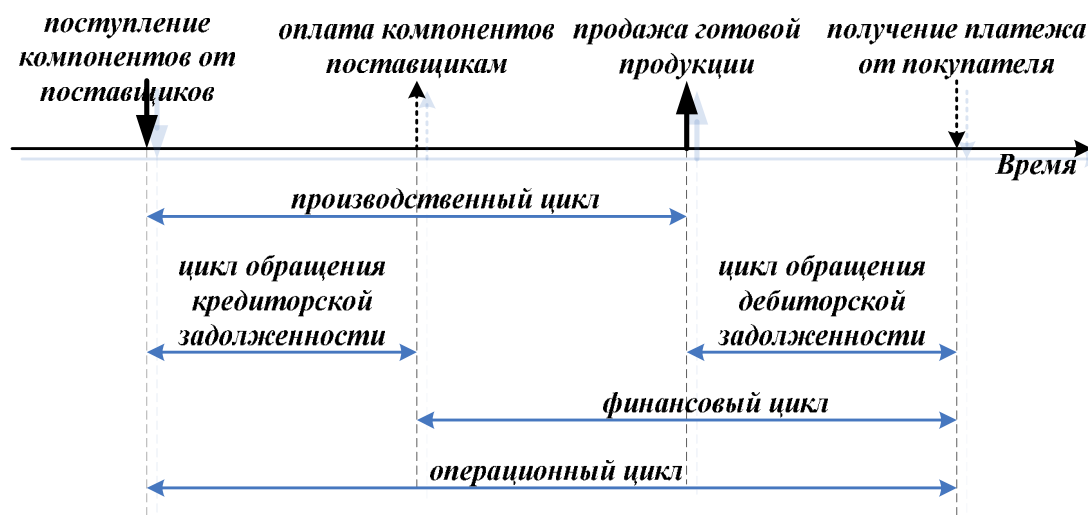 поступление
компонентов от
поставщиков
оплата компонентов
поставщикам
продажа готовой
продукции
получение платежа
от покупателя
Время
производственный цикл
цикл обращения
кредиторской
задолженности
цикл обращения
дебиторской
задолженности
финансовый цикл
операционный цикл